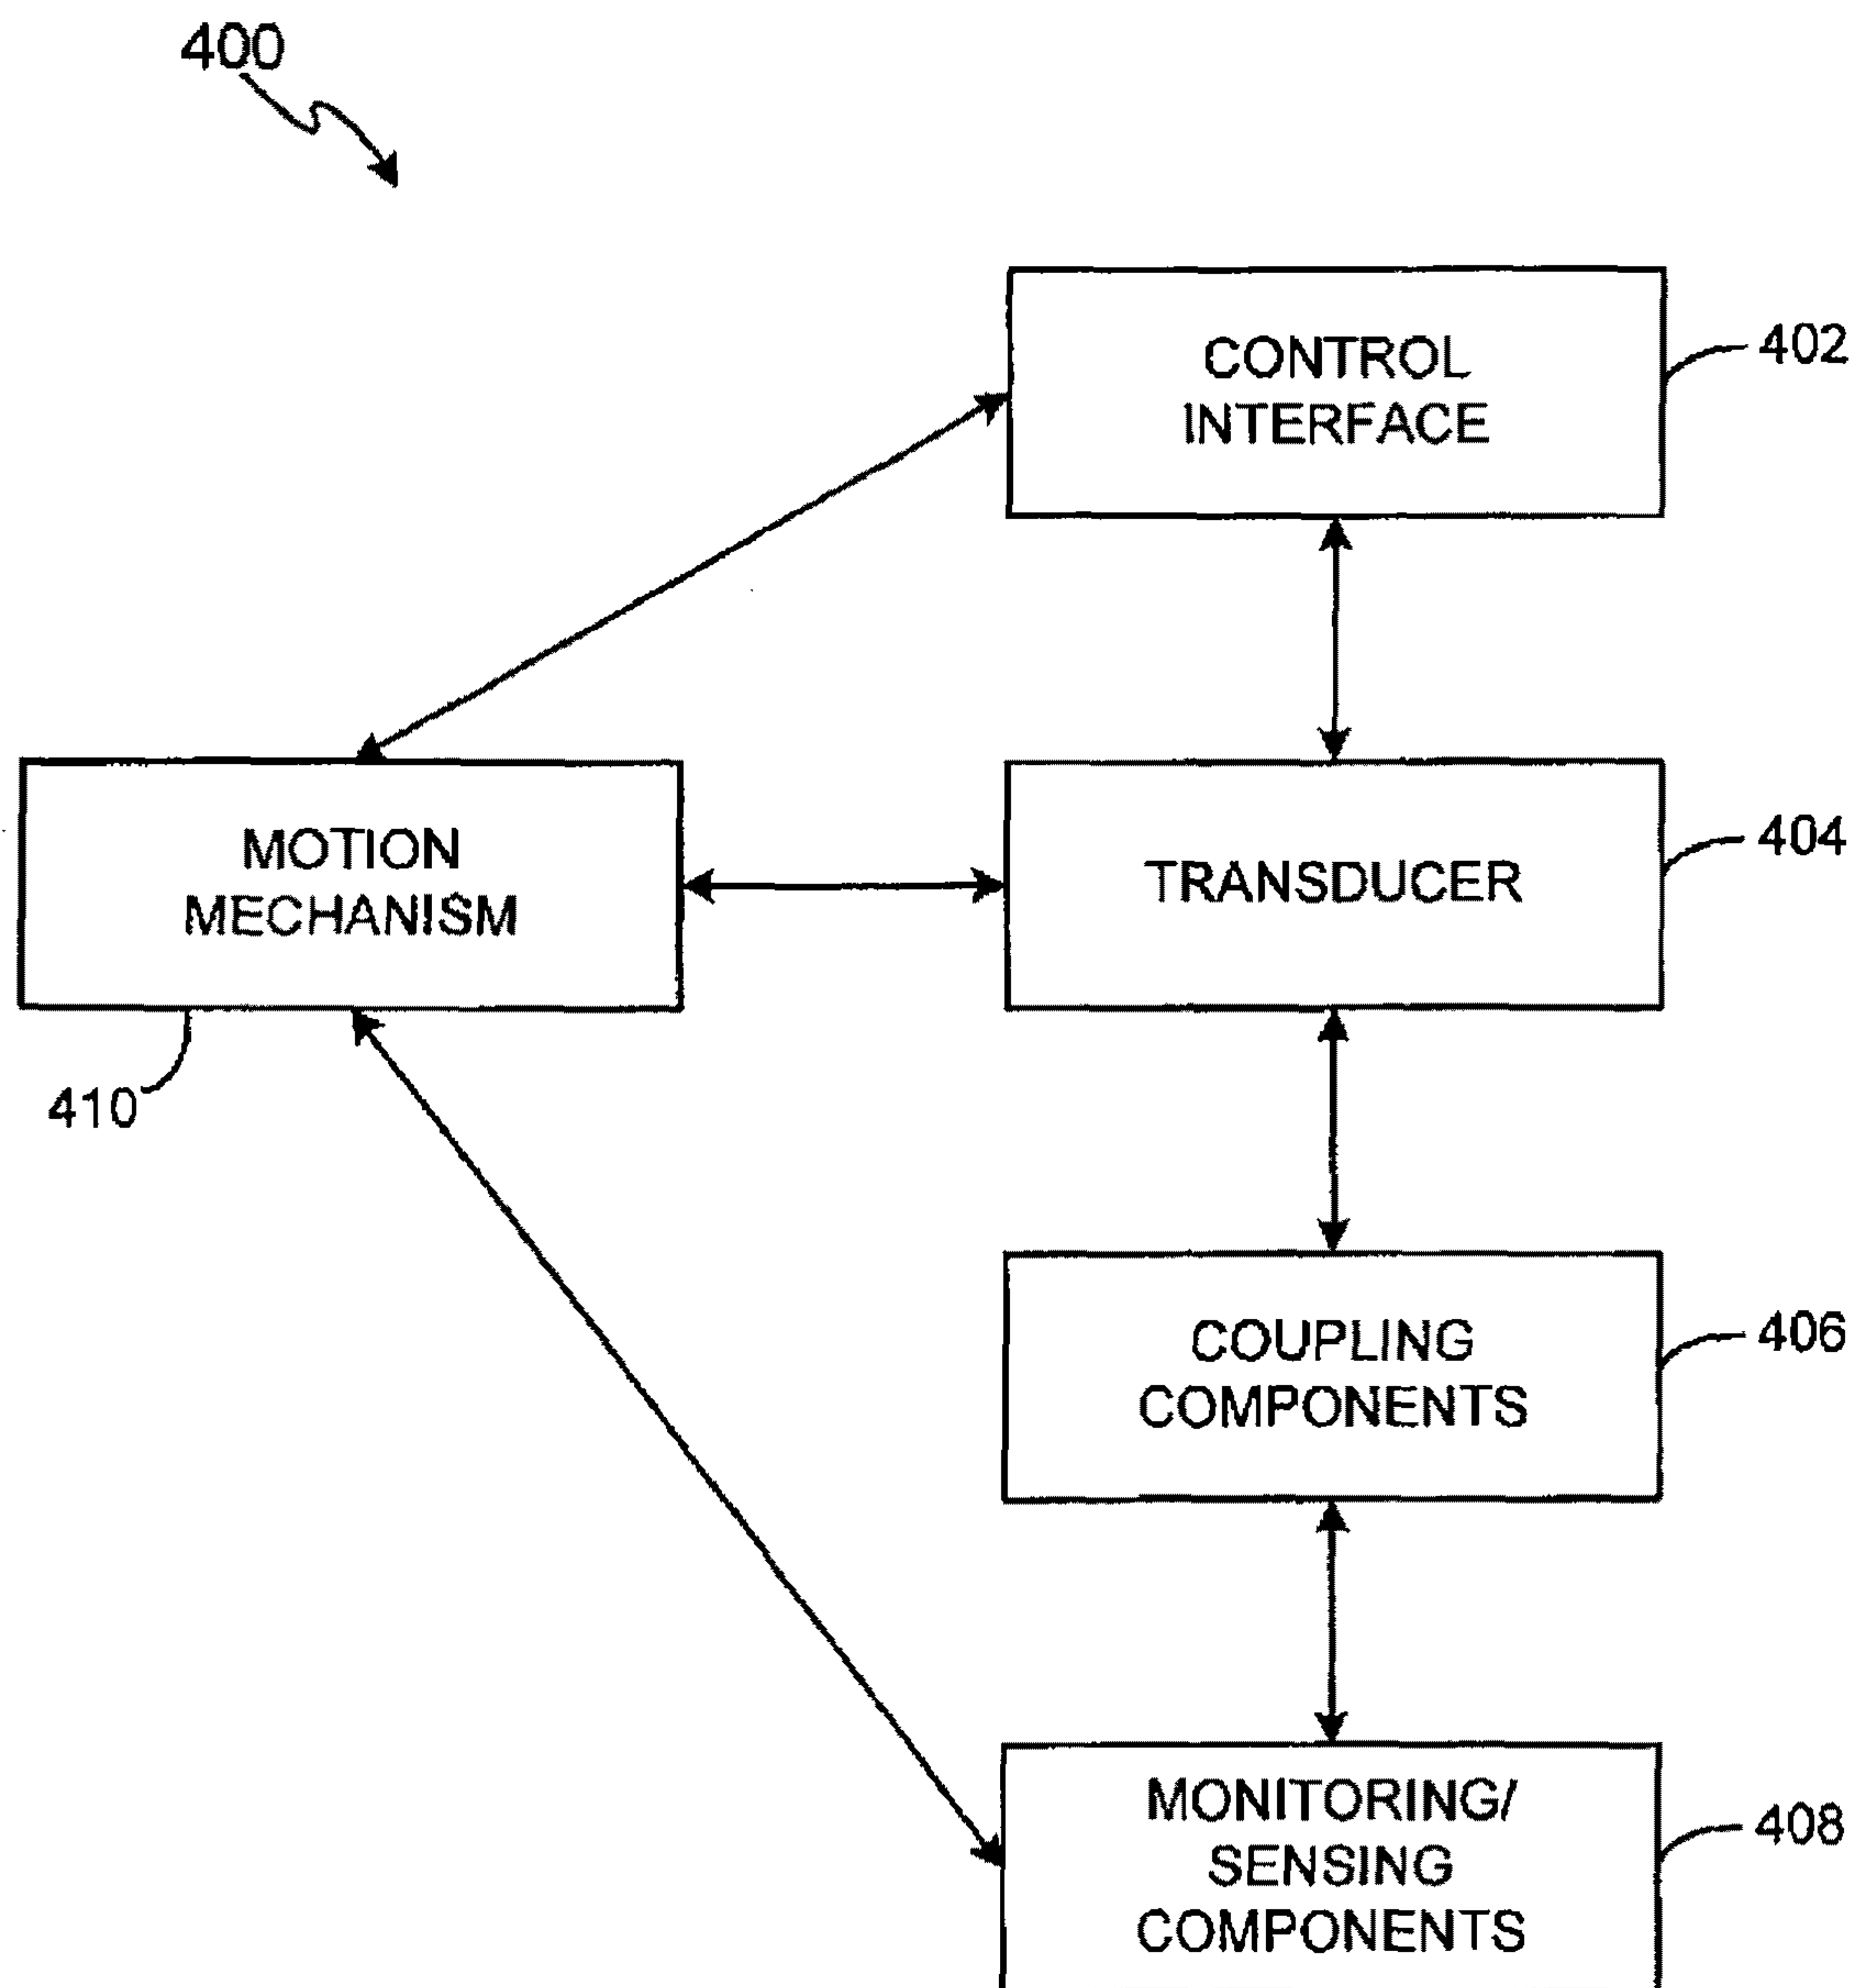 400
CONTROL
INTERFACE
402
MOTION
MECHANISM
410
TRANSDUCER
404
COUPLING
COMPONENTS
406
MONITORING/
SENSING
COMPONENTS
408